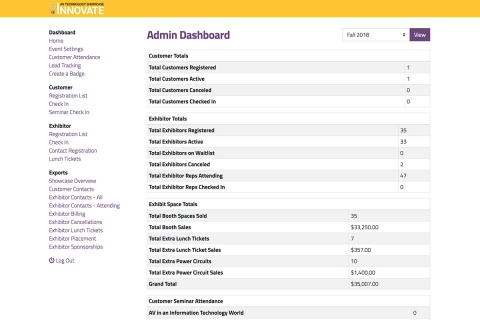 AV TECHNOLOGY SHOWCASE
INNOVATE
Dashboard
Home
Event Settings
Customer Attendance
Lead Tracking
Create a Badge
Customer
Registration List
Check In
Seminar Check In
Exhibitor
Registration List
Check In
Contact Registration
Lunch Tickets
Exports
Showcase Overview
Customer Contacts
Exhibitor Contacts - All
Exhibitor Contacts - Attending
Exhibitor Billing
Exhibitor Cancellations
Exhibitor Lunch Tickets
Exhibitor Placement
Exhibitor Sponsorships
Log Out
Admin Dashboard
Fall 2018
View
Customer Totals
Total Customers Registered 1
Total Customers Active 1
Total Customers Canceled 0
Total Customers Checked In 0
Exhibitor Totals
Total Exhibitors Registered 35
Total Exhibitors Active 33
Total Exhibitors on Waitlist 0
Total Exhibitors Canceled 2
Total Exhibitor Reps Attending 47
Total Exhibitor Reps Checked In 0
Exhibit Space Totals
Total Booth Spaces Sold 35
Total Booth Sales $33,250.00
Total Extra Lunch Tickets 7
Total Extra Lunch Ticket Sales $357.00
Total Extra Power Circuits 10
Total Extra Power Circuit Sales $1,400.00
Grand Total $35,007.00
Customer Seminar Attendance
AV in an Information Technology World 0